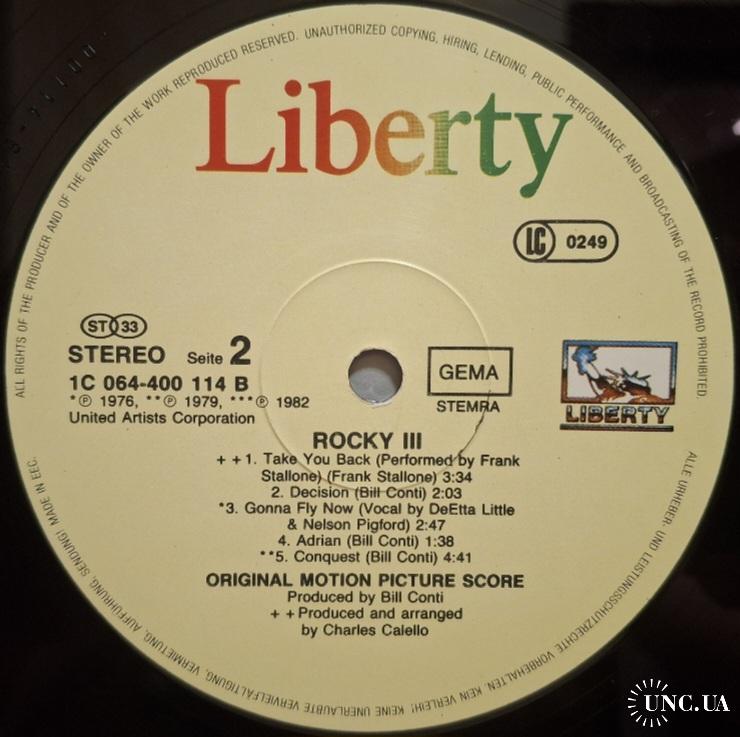 ALL RIGHTS OF THE PRODUCER AND OF THE OWNER OF THE WORK REPRODUCED RESERVED. UNAUTHORIZED COPYING, HIRING, LENDING, PUBLIC PERFORMANCE AND BROADCASTING OF THE RECORD PROHIBITED.
Liberty
LC 0249
ST 33
STEREO Seite 2
1C 064-400 114 B
*℗ 1976, **℗ 1979, ***℗ 1982
United Artists Corporation
GEMA
STEMRA
LIBERTY
ROCKY III
++1. Take You Back (Performed by Frank
Stallone) (Frank Stallone) 3:34
2. Decision (Bill Conti) 2:03
*3. Gonna Fly Now (Vocal by DeEtta Little
& Nelson Pigford) 2:47
4. Adrian (Bill Conti) 1:38
**5. Conquest (Bill Conti) 4:41
ORIGINAL MOTION PICTURE SCORE
Produced by Bill Conti
++Produced and arranged
by Charles Calello
ALLE URHEBER- UND LEISTUNGSSCHUTZRECHTE VORBEHALTEN. KEIN VERLEIH! KEINE UNERLAUBTE VERVIELFÄLTIGUNG, VERMIETUNG, AUFFÜHRUNG, SENDUNG! MADE IN EEC.
UNC.UA